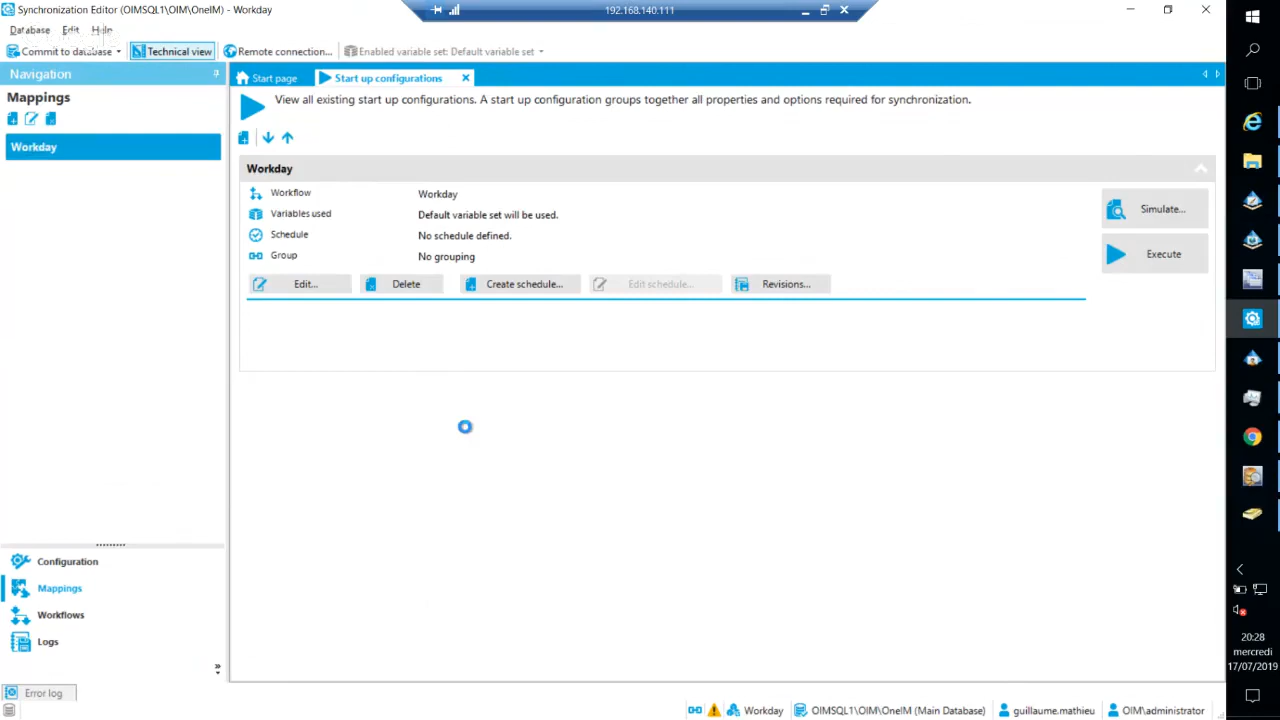 Synchronization Editor (OIMSQL1\OIM\OneIM) - Workday
192.168.140.111
Database Edit Help
Commit to database Technical view Remote connection... Enabled variable set: Default variable set
Navigation
Start page Start up configurations
Mappings
View all existing start up configurations. A start up configuration groups together all properties and options required for synchronization.
Workday
Workday
Workflow Workday
Variables used Default variable set will be used.
Schedule No schedule defined.
Group No grouping
Simulate...
Execute
Edit... Delete Create schedule... Edit schedule... Revisions...
Configuration
Mappings
Workflows
Logs
»
Error log
20:28
mercredi
17/07/2019
Workday OIMSQL1\OIM\OneIM (Main Database) guillaume.mathieu OIM\administrator